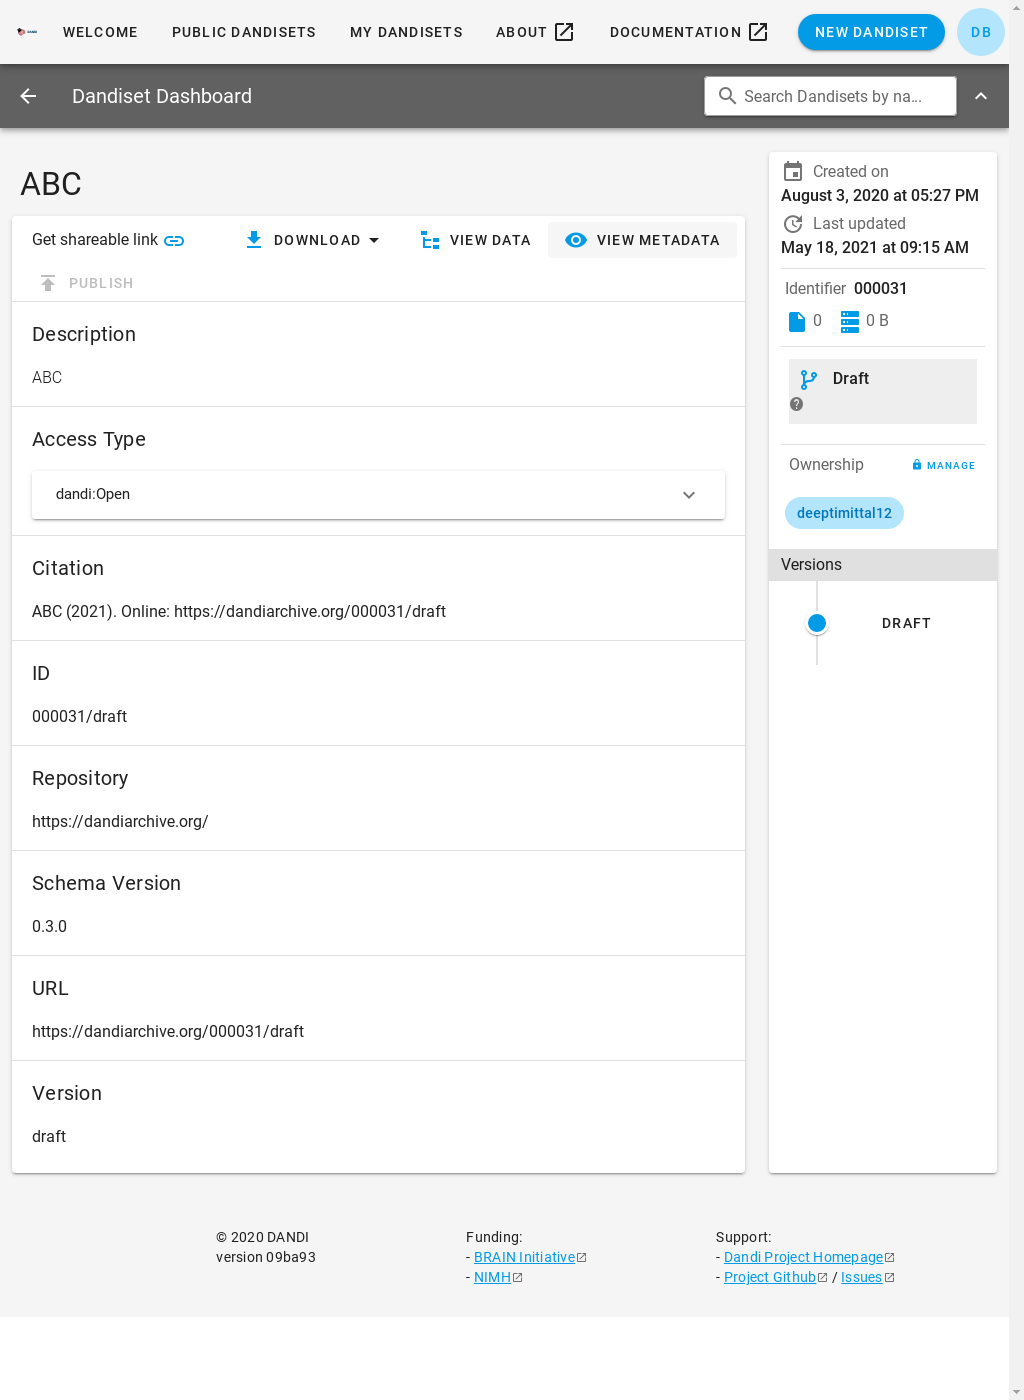 DANDI
WELCOME
PUBLIC DANDISETS
MY DANDISETS
ABOUT
DOCUMENTATION
NEW DANDISET
DB
Dandiset Dashboard
Search Dandisets by na...
ABC
Get shareable link
DOWNLOAD
VIEW DATA
VIEW METADATA
PUBLISH
Description
ABC
Access Type
dandi:Open
Citation
ABC (2021). Online: https://dandiarchive.org/000031/draft
ID
000031/draft
Repository
https://dandiarchive.org/
Schema Version
0.3.0
URL
https://dandiarchive.org/000031/draft
Version
draft
Created on
August 3, 2020 at 05:27 PM
Last updated
May 18, 2021 at 09:15 AM
Identifier 000031
0
0 B
Draft
Ownership
MANAGE
deeptimittal12
Versions
DRAFT
© 2020 DANDI
version 09ba93
Funding:
- BRAIN Initiative
- NIMH
Support:
- Dandi Project Homepage
- Project Github / Issues